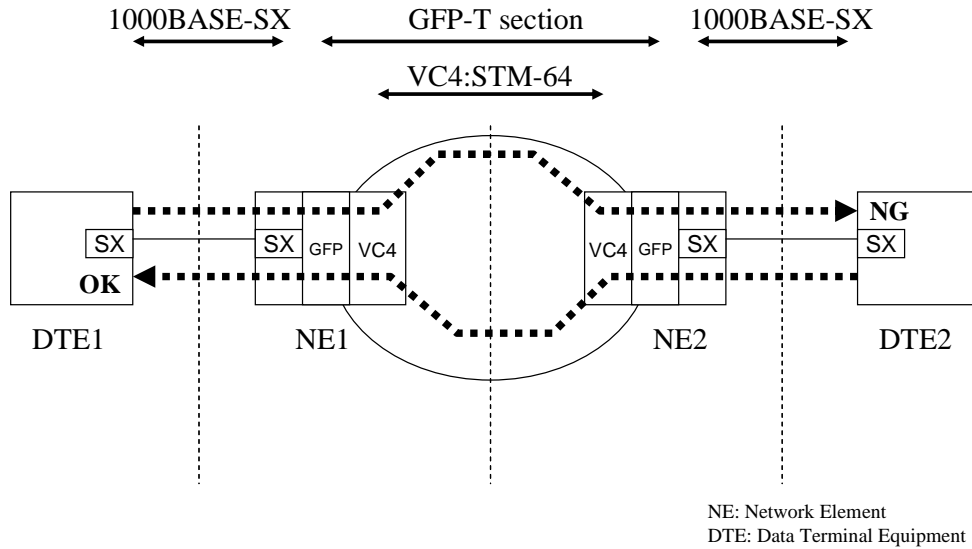 1000BASE-SX GFP-T section 1000BASE-SX
VC4:STM-64
NG
SX SX GFP VC4 VC4 GFP SX SX
OK
DTE1 NE1 NE2 DTE2
NE: Network Element
DTE: Data Terminal Equipment